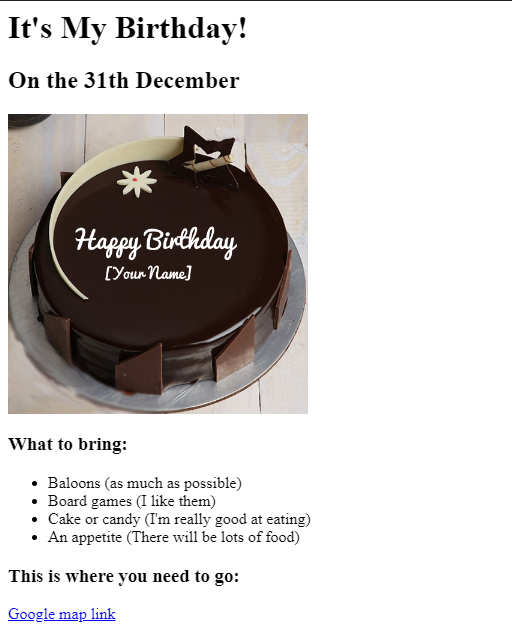 It's My Birthday!
On the 31th December
Happy Birthday
[Your Name]
What to bring:
Baloons (as much as possible)
Board games (I like them)
Cake or candy (I'm really good at eating)
An appetite (There will be lots of food)
This is where you need to go:
Google map link